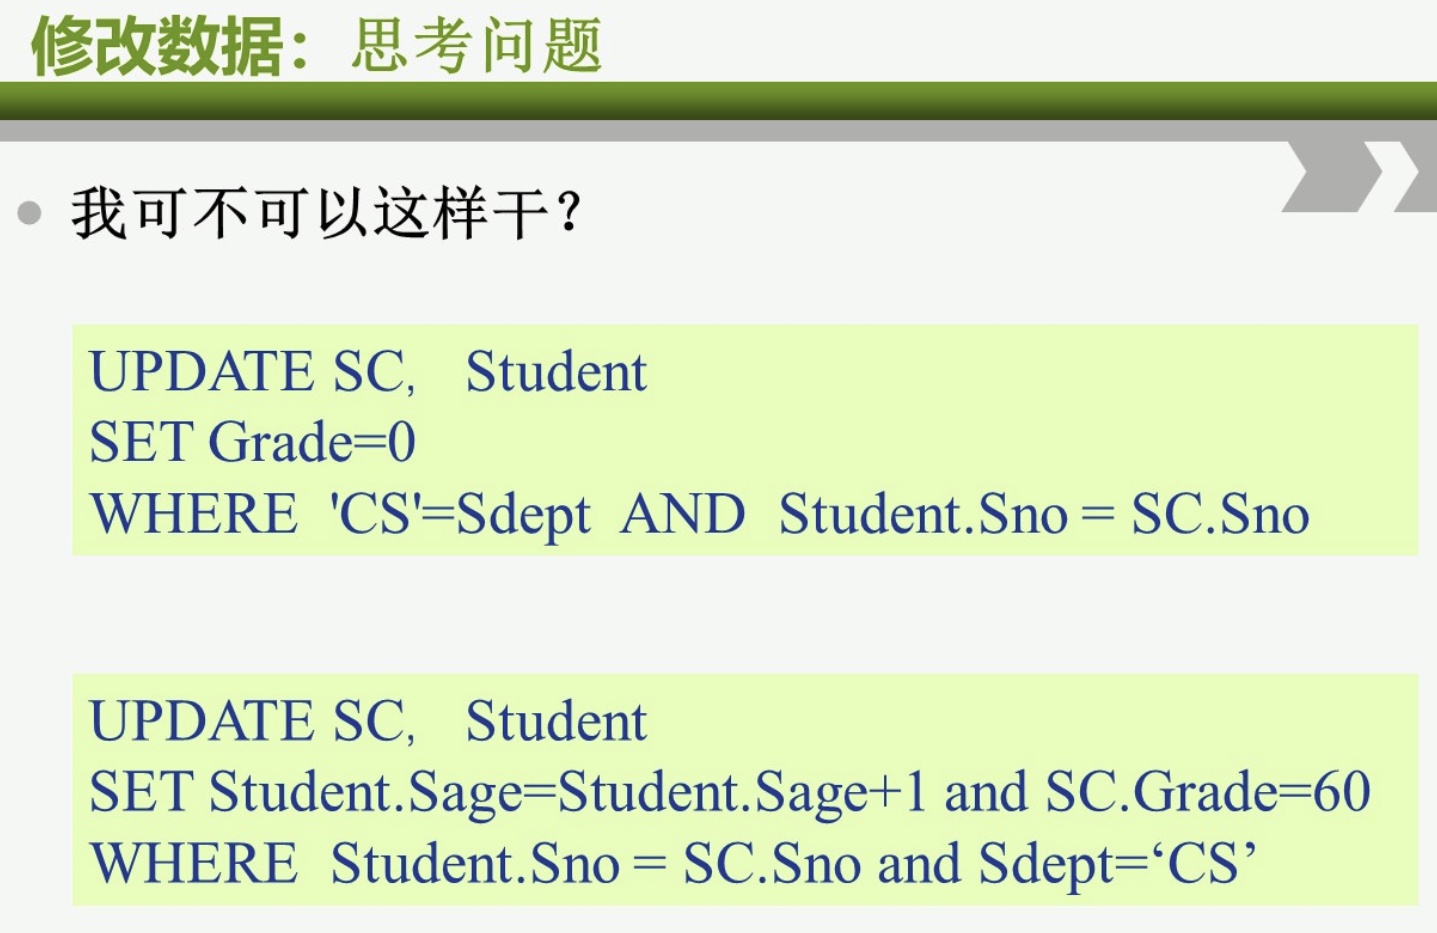 修改数据：思考问题
我可不可以这样干？
UPDATE SC, Student
SET Grade=0
WHERE 'CS'=Sdept AND Student.Sno = SC.Sno
UPDATE SC, Student
SET Student.Sage=Student.Sage+1 and SC.Grade=60
WHERE Student.Sno = SC.Sno and Sdept=‘CS’